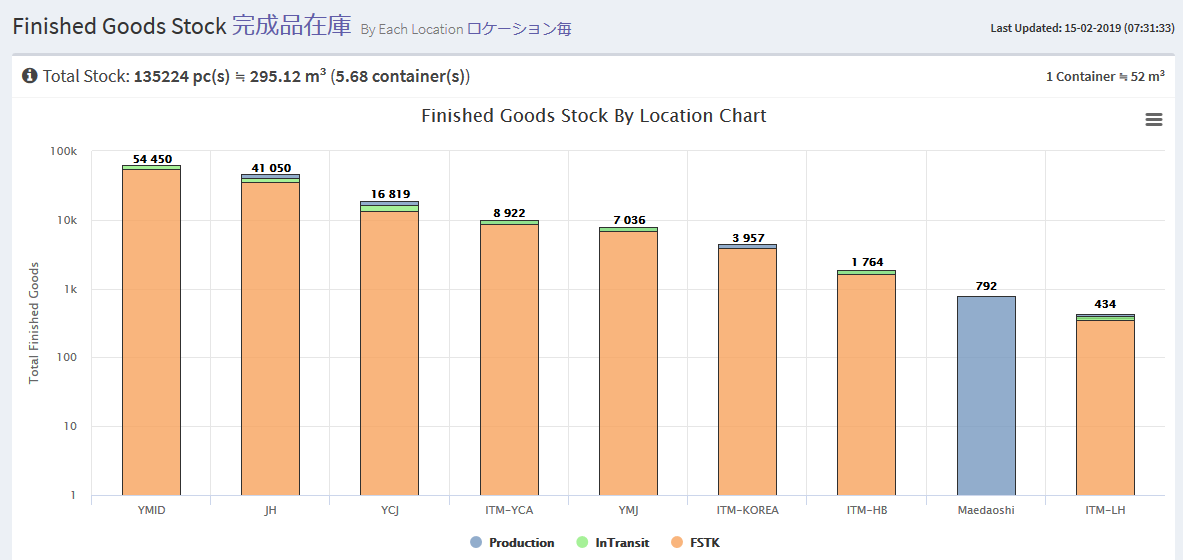 Finished Goods Stock 完成品在庫 By Each Location ロケーション毎
Last Updated: 15-02-2019 (07:31:33)
Total Stock: 135224 pc(s) ≒ 295.12 m³ (5.68 container(s))
1 Container ≒ 52 m³
Finished Goods Stock By Location Chart
Total Finished Goods
100k
10k
1k
100
10
1
54 450
41 050
16 819
8 922
7 036
3 957
1 764
792
434
YMID
JH
YCJ
ITM-YCA
YMJ
ITM-KOREA
ITM-HB
Maedaoshi
ITM-LH
Production
InTransit
FSTK